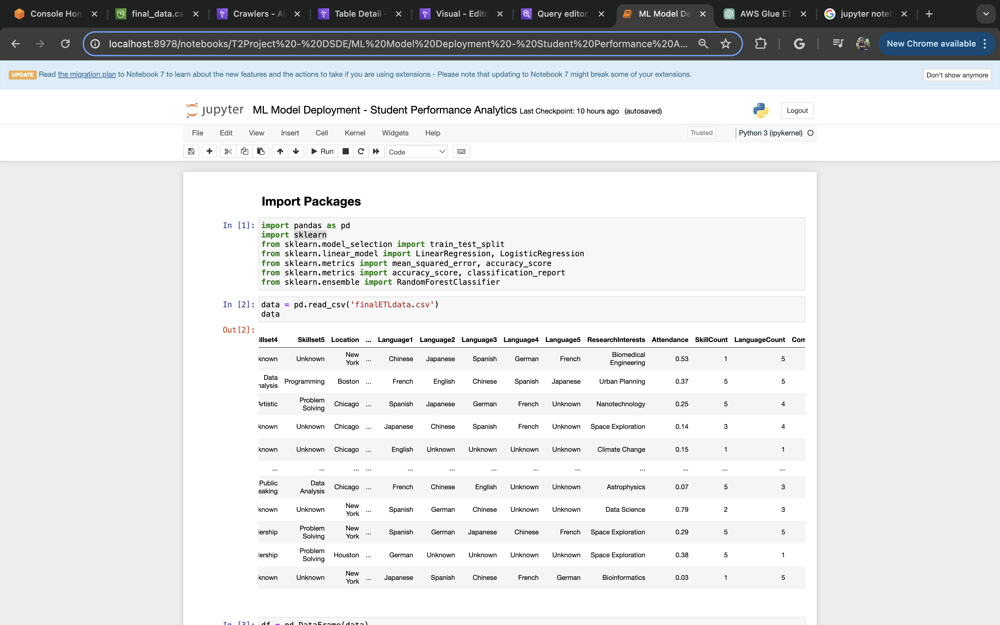 Console Hom
final_data.cs
Crawlers - A
Table Detail -
Visual - Edito
Query editor
ML Model De
AWS Glue ET
jupyter note
localhost:8978/notebooks/T2Project%20-%20DSDE/ML%20Model%20Deployment%20-%20Student%20Performance%20A...
New Chrome available
UPDATE Read the migration plan to Notebook 7 to learn about the new features and the actions to take if you are using extensions - Please note that updating to Notebook 7 might break some of your extensions.
Don't show anymore
jupyter ML Model Deployment - Student Performance Analytics Last Checkpoint: 10 hours ago (autosaved)
Logout
File Edit View Insert Cell Kernel Widgets Help
Trusted
Python 3 (ipykernel)
Run
Code
Import Packages
In [1]: import pandas as pd
import sklearn
from sklearn.model_selection import train_test_split
from sklearn.linear_model import LinearRegression, LogisticRegression
from sklearn.metrics import mean_squared_error, accuracy_score
from sklearn.metrics import accuracy_score, classification_report
from sklearn.ensemble import RandomForestClassifier
In [2]: data = pd.read_csv('finalETLdata.csv')
data
Out[2]:
illset4 Skillset5 Location ... Language1 Language2 Language3 Language4 Language5 ResearchInterests Attendance SkillCount LanguageCount Com
known Unknown New York ... Chinese Japanese Spanish German French Biomedical Engineering 0.53 1 5
Data nalysis Programming Boston ... French English Chinese Spanish Japanese Urban Planning 0.37 5 5
Artistic Problem Solving Chicago ... Spanish Japanese German French Unknown Nanotechnology 0.25 5 4
known Unknown Chicago ... Japanese Chinese Spanish French Unknown Space Exploration 0.14 3 4
known Unknown Chicago ... English Unknown Unknown Unknown Unknown Climate Change 0.15 1 1
... ... ... ... ... ... ... ... ... ... ... ... ...
Public eaking Data Analysis Chicago ... French Chinese English Unknown Unknown Astrophysics 0.07 5 3
known Unknown New York ... Spanish German Chinese Unknown Unknown Data Science 0.79 2 3
lership Problem Solving New York ... Spanish German Japanese Chinese French Space Exploration 0.29 5 5
lership Problem Solving Houston ... German Unknown Unknown Unknown Unknown Space Exploration 0.38 5 1
known Unknown New York ... Japanese Spanish Chinese French German Bioinformatics 0.03 1 5
In [3]: df = pd.DataFrame(data)